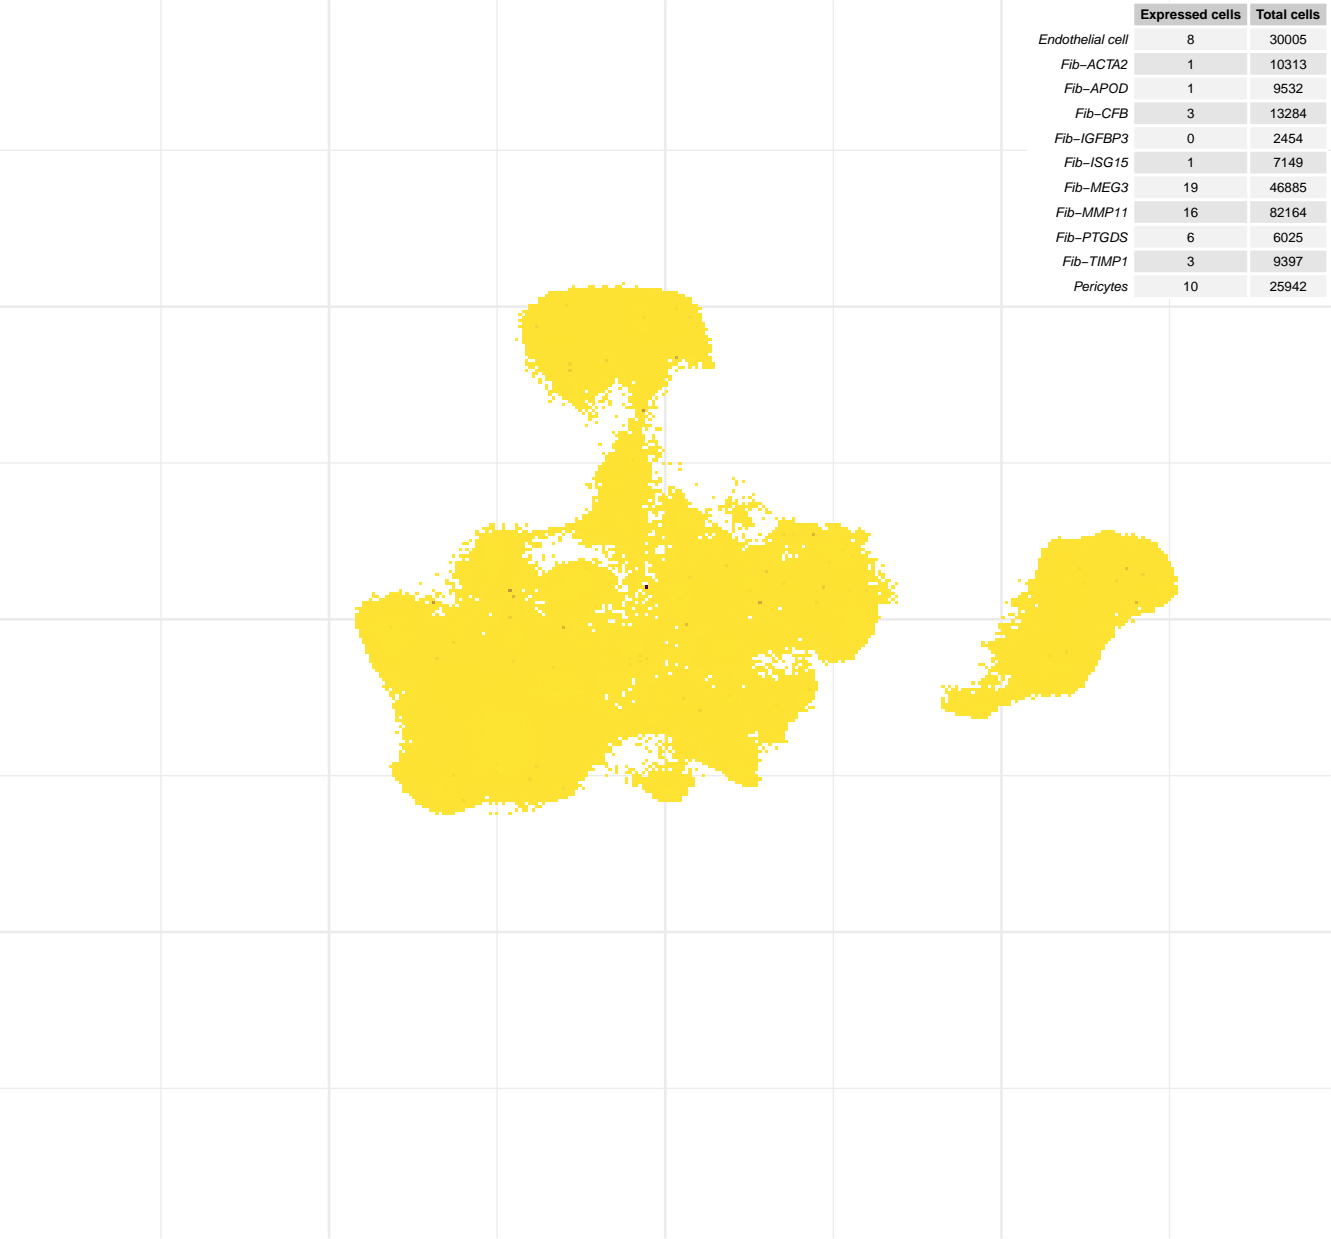 Expressed cells Total cells
Endothelial cell 8 30005
Fib−ACTA2 1 10313
Fib−APOD 1 9532
Fib−CFB 3 13284
Fib−IGFBP3 0 2454
Fib−ISG15 1 7149
Fib−MEG3 19 46885
Fib−MMP11 16 82164
Fib−PTGDS 6 6025
Fib−TIMP1 3 9397
Pericytes 10 25942